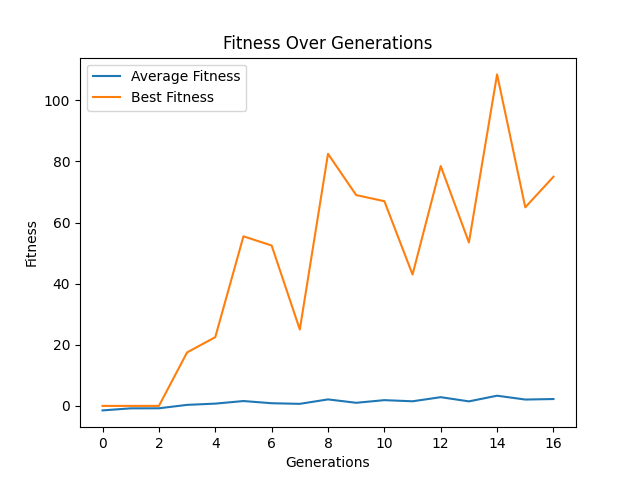 Fitness Over Generations
Average Fitness
Best Fitness
100
80
60
40
20
0
Fitness
0 2 4 6 8 10 12 14 16
Generations